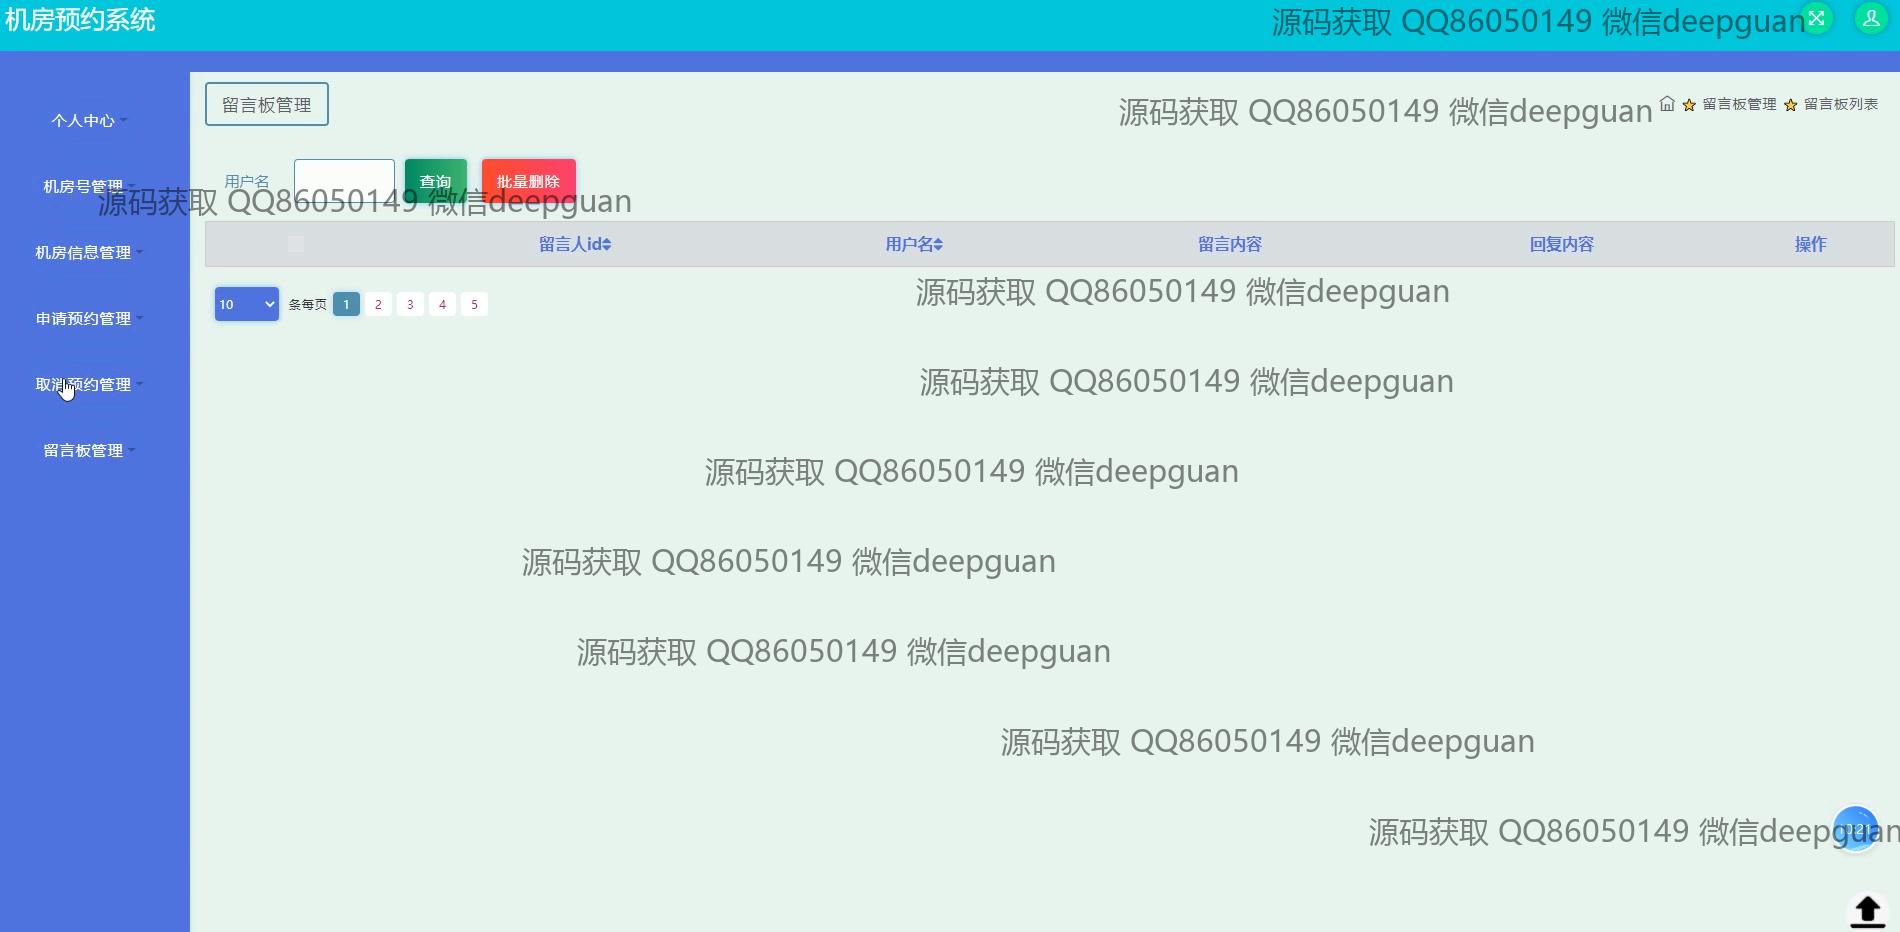 机房预约系统
源码获取 QQ86050149 微信deepguan
留言板管理
源码获取 QQ86050149 微信deepguan
留言板管理 留言板列表
个人中心
用户名 查询 批量删除
机房号管理
源码获取 QQ86050149 微信deepguan
留言人id 用户名 留言内容 回复内容 操作
机房信息管理
源码获取 QQ86050149 微信deepguan
10 条每页 1 2 3 4 5
申请预约管理
源码获取 QQ86050149 微信deepguan
取消预约管理
留言板管理
源码获取 QQ86050149 微信deepguan
源码获取 QQ86050149 微信deepguan
源码获取 QQ86050149 微信deepguan
源码获取 QQ86050149 微信deepguan
源码获取 QQ86050149 微信deepguan